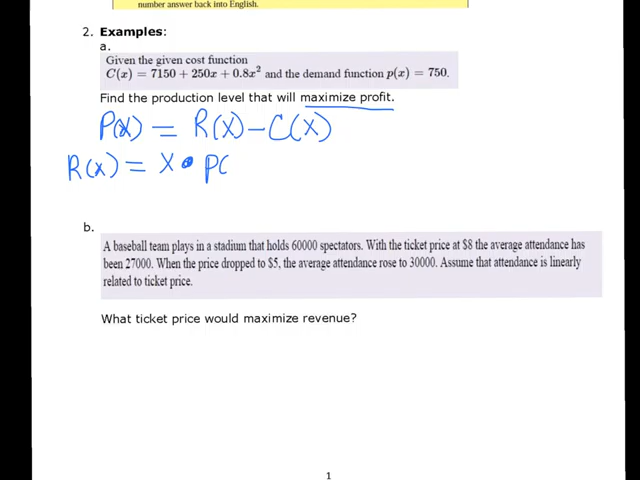 number answer back into English.
2. Examples:
a.
Given the given cost function
C(x) = 7150 + 250x + 0.8x² and the demand function p(x) = 750.
Find the production level that will maximize profit.
P(x) = R(x) - C(x)
R(x) = x • p(
b.
A baseball team plays in a stadium that holds 60000 spectators. With the ticket price at $8 the average attendance has
been 27000. When the price dropped to $5, the average attendance rose to 30000. Assume that attendance is linearly
related to ticket price.
What ticket price would maximize revenue?
1